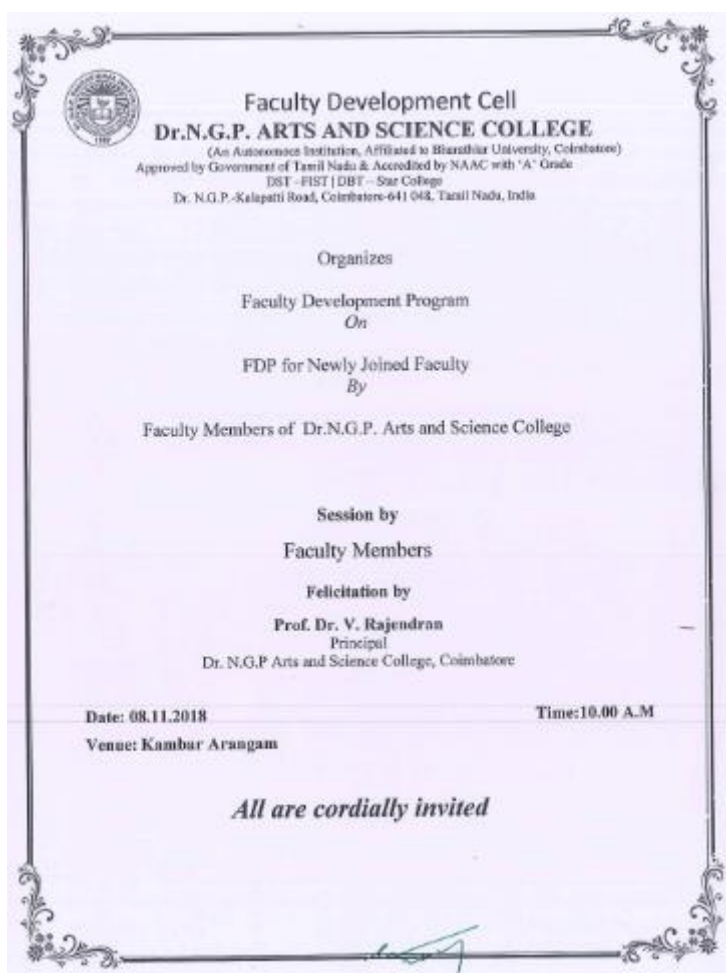 Faculty Development Cell
Dr.N.G.P. ARTS AND SCIENCE COLLEGE
(An Autonomous Institution, Affiliated to Bharathiar University, Coimbatore)
Approved by Government of Tamil Nadu & Accredited by NAAC with 'A' Grade
DST –FIST | DBT – Star College
Dr. N.G.P.-Kalapatti Road, Coimbatore-641 048, Tamil Nadu, India
Organizes
Faculty Development Program
On
FDP for Newly Joined Faculty
By
Faculty Members of Dr.N.G.P. Arts and Science College
Session by
Faculty Members
Felicitation by
Prof. Dr. V. Rajendran
Principal
Dr. N.G.P Arts and Science College, Coimbatore
Date: 08.11.2018 Time:10.00 A.M
Venue: Kambar Arangam
All are cordially invited